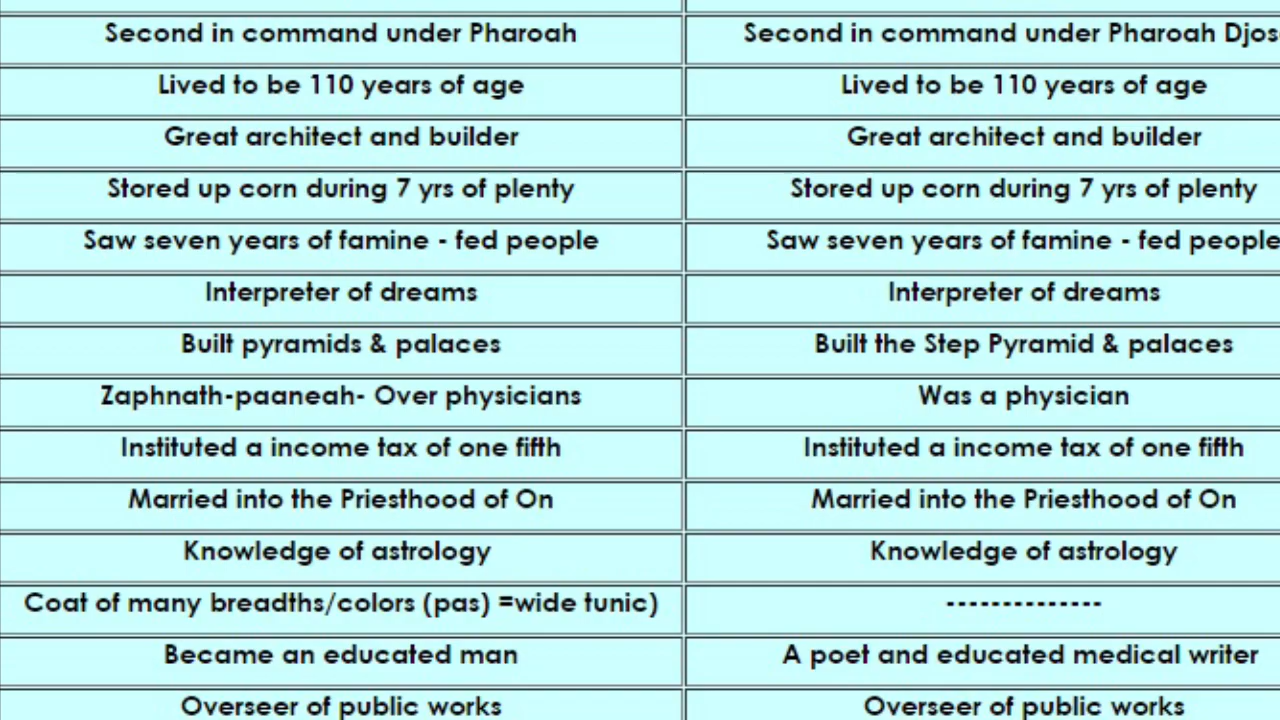 Second in command under Pharoah Second in command under Pharoah Djos
Lived to be 110 years of age Lived to be 110 years of age
Great architect and builder Great architect and builder
Stored up corn during 7 yrs of plenty Stored up corn during 7 yrs of plenty
Saw seven years of famine - fed people Saw seven years of famine - fed people
Interpreter of dreams Interpreter of dreams
Built pyramids & palaces Built the Step Pyramid & palaces
Zaphnath-paaneah- Over physicians Was a physician
Instituted a income tax of one fifth Instituted a income tax of one fifth
Married into the Priesthood of On Married into the Priesthood of On
Knowledge of astrology Knowledge of astrology
Coat of many breadths/colors (pas) =wide tunic) --------------
Became an educated man A poet and educated medical writer
Overseer of public works Overseer of public works